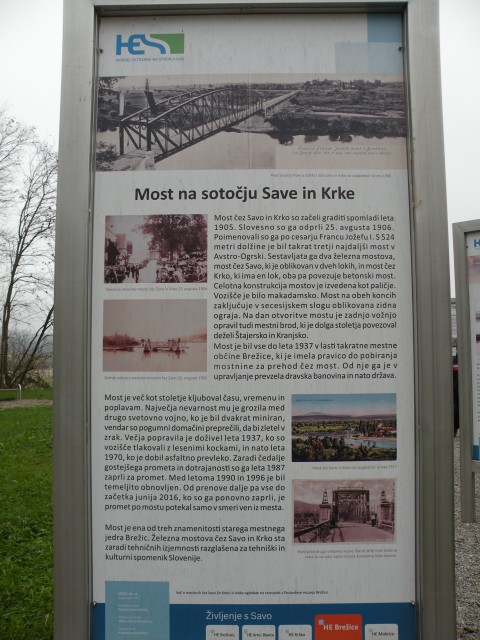 HESS
Most na sotočju Save in Krke
Most čez Savo in Krko so začeli graditi spomladi leta
1905. Slovesno so ga odprli 25. avgusta 1906.
Poimenovali so ga po cesarju Francu Jožefu I. S 524
metri dolžine je bil takrat tretji najdaljši most v
Avstro-Ogrski. Sestavljata ga dva železna mostova,
most čez Savo, ki je oblikovan v dveh lokih, in most čez
Krko, ki ima en lok, oba pa povezuje betonski most.
Celotna konstrukcija mostov je izvedena kot paličje.
Vozišče je bilo makadamsko. Most na obeh koncih
zaključuje v secesijskem slogu oblikovana zidna
ograja. Na dan otvoritve mostu je zadnjo vožnjo
opravil tudi mestni brod, ki je dolga stoletja povezoval
deželi Štajersko in Kranjsko.
Most je bil vse do leta 1937 v lasti takratne mestne
občine Brežice, ki je imela pravico do pobiranja
mostnine za prehod čez most. Od nje ga je v
upravljanje prevzela dravska banovina in nato država.
Most je več kot stoletje kljuboval času, vremenu in
poplavam. Največja nevarnost mu je grozila med
drugo svetovno vojno, ko je bil dvakrat miniran,
vendar so pogumni domačini preprečili, da bi zletel v
zrak. Večja popravila je doživel leta 1937, ko so
vozišče tlakovali z lesenimi kockami, in nato leta
1970, ko je dobil asfaltno prevleko. Zaradi čedalje
gostejšega prometa in dotrajanosti so ga leta 1987
zaprli za promet. Med letoma 1990 in 1996 je bil
temeljito obnovljen. Od prenove dalje pa vse do
začetka junija 2016, ko so ga ponovno zaprli, je
promet po mostu potekal samo v smeri ven iz mesta.
Most je ena od treh znamenitosti starega mestnega
jedra Brežic. Železna mostova čez Savo in Krko sta
zaradi tehničnih izjemnosti razglašena za tehniški in
kulturni spomenik Slovenije.
Življenje s Savo
HE Boštanj
HE Arto - Blanca
HE Krško
HE Brežice
HE Mokrice